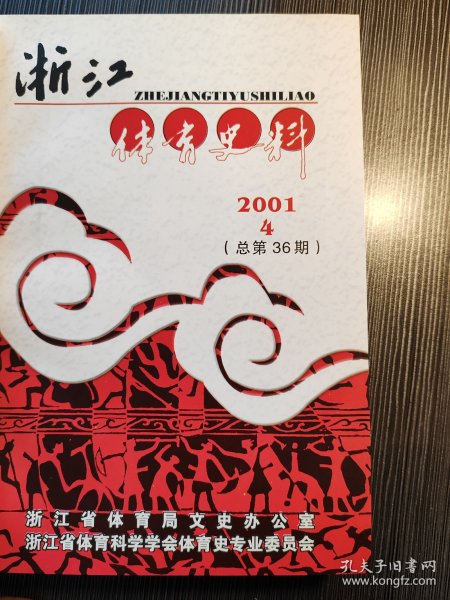 浙江
ZHEJIANGTIYUSHILIAO
体育史料
2001
4
（总第36期）
浙江省体育局文史办公室
浙江省体育科学学会体育史专业委员会
孔夫子旧书网
www.kongfz.com